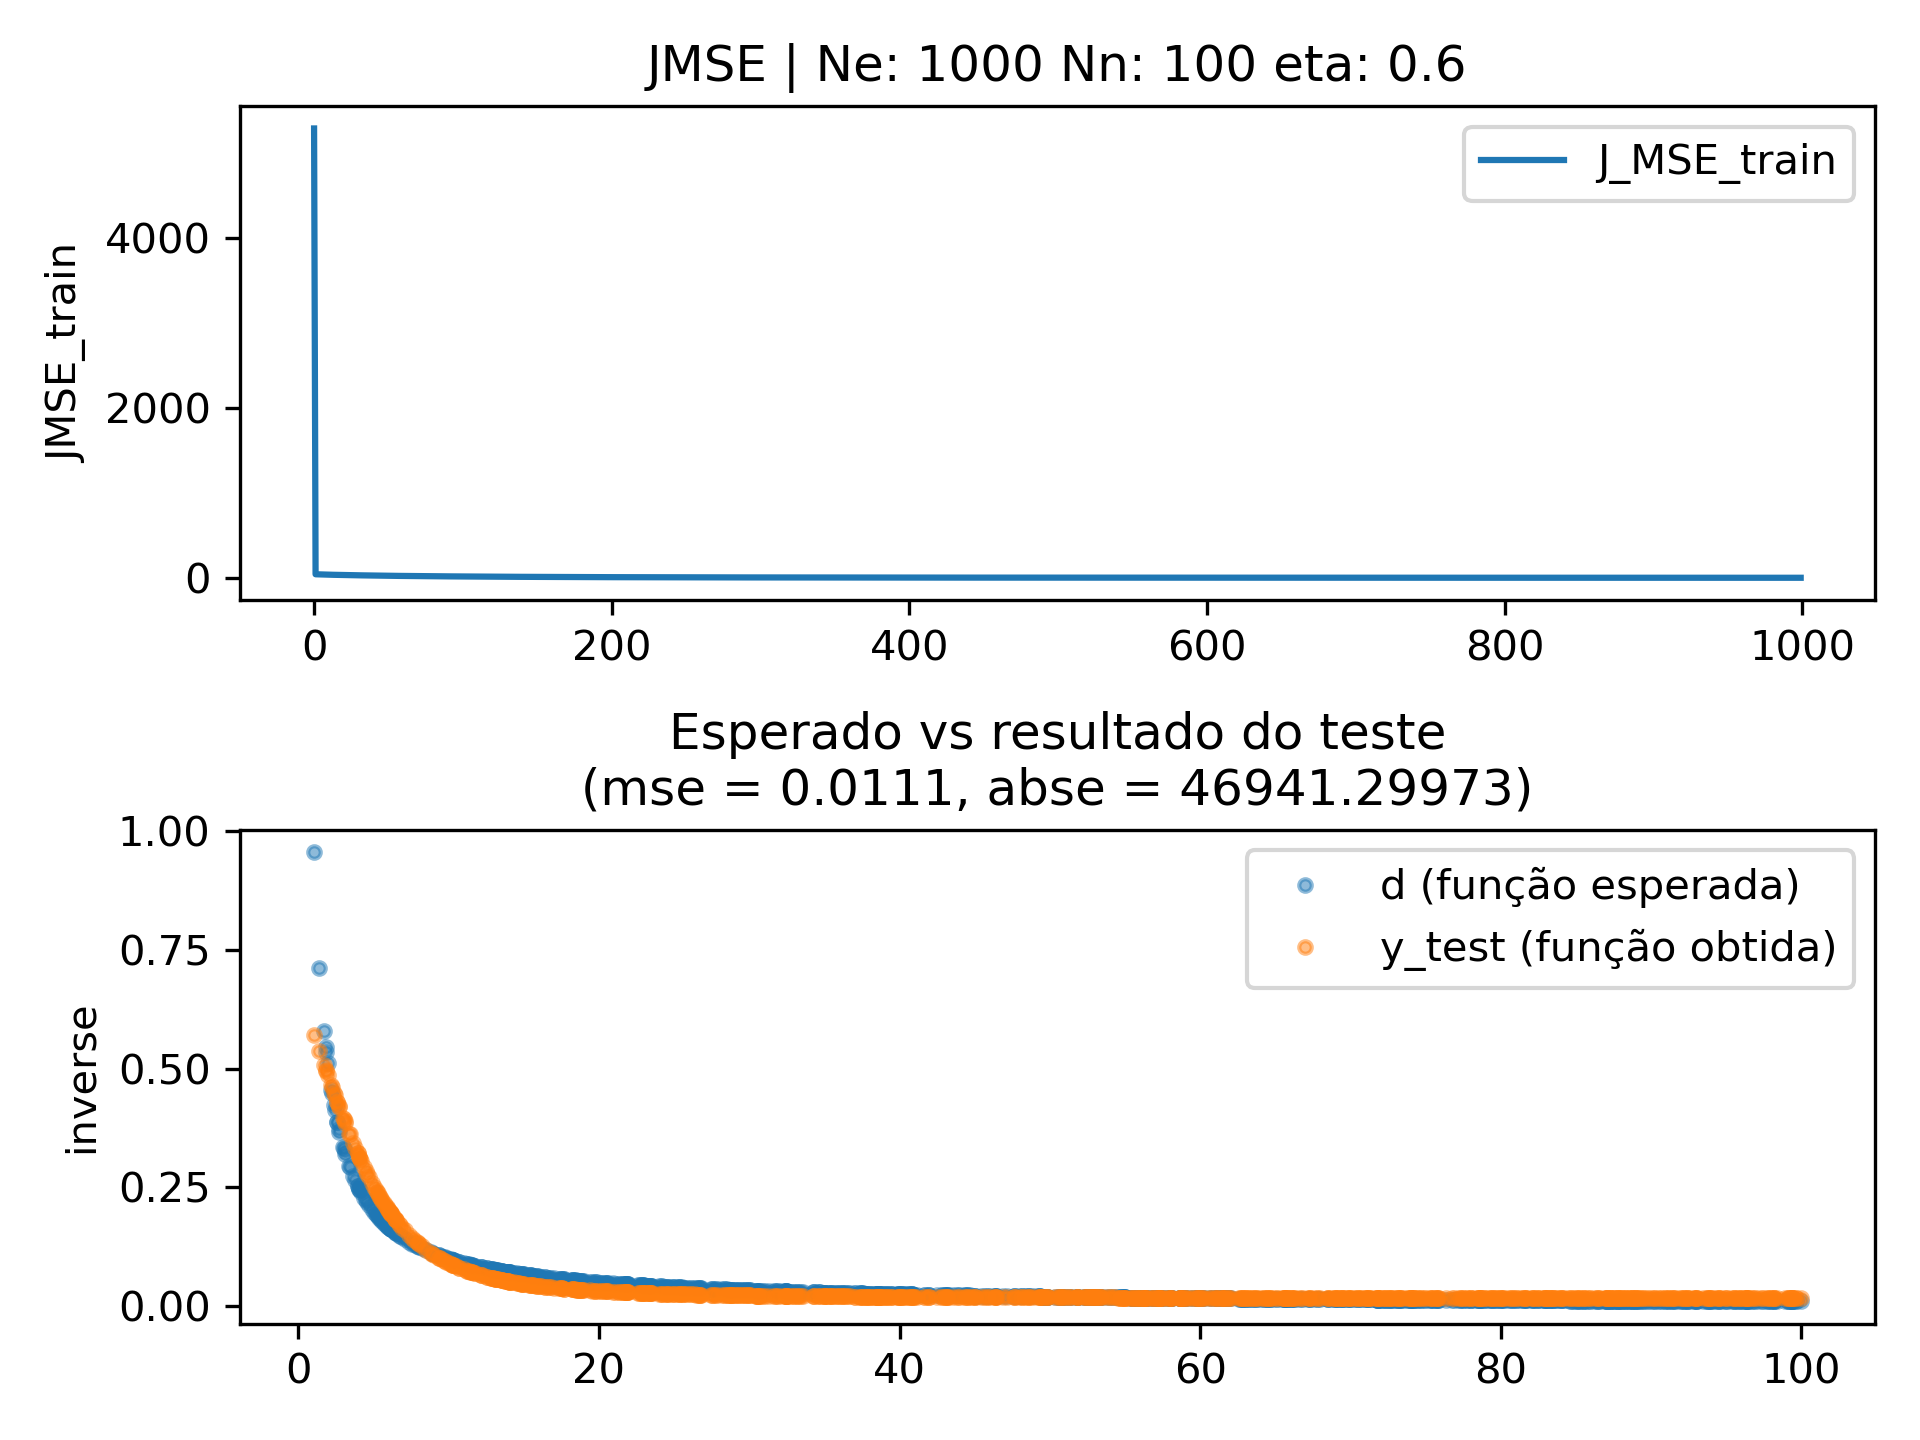 JMSE | Ne: 1000 Nn: 100 eta: 0.6
J_MSE_train
JMSE_train
4000
2000
0
0
200
400
600
800
1000
Esperado vs resultado do teste
(mse = 0.0111, abse = 46941.29973)
d (função esperada)
y_test (função obtida)
inverse
1.00
0.75
0.50
0.25
0.00
0
20
40
60
80
100